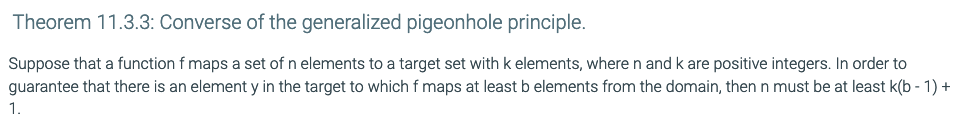 Theorem 11.3.3: Converse of the generalized pigeonhole principle.
Suppose that a function f maps a set of n elements to a target set with k elements, where n and k are positive integers. In order to
guarantee that there is an element y in the target to which f maps at least b elements from the domain, then n must be at least k(b - 1) +
1.